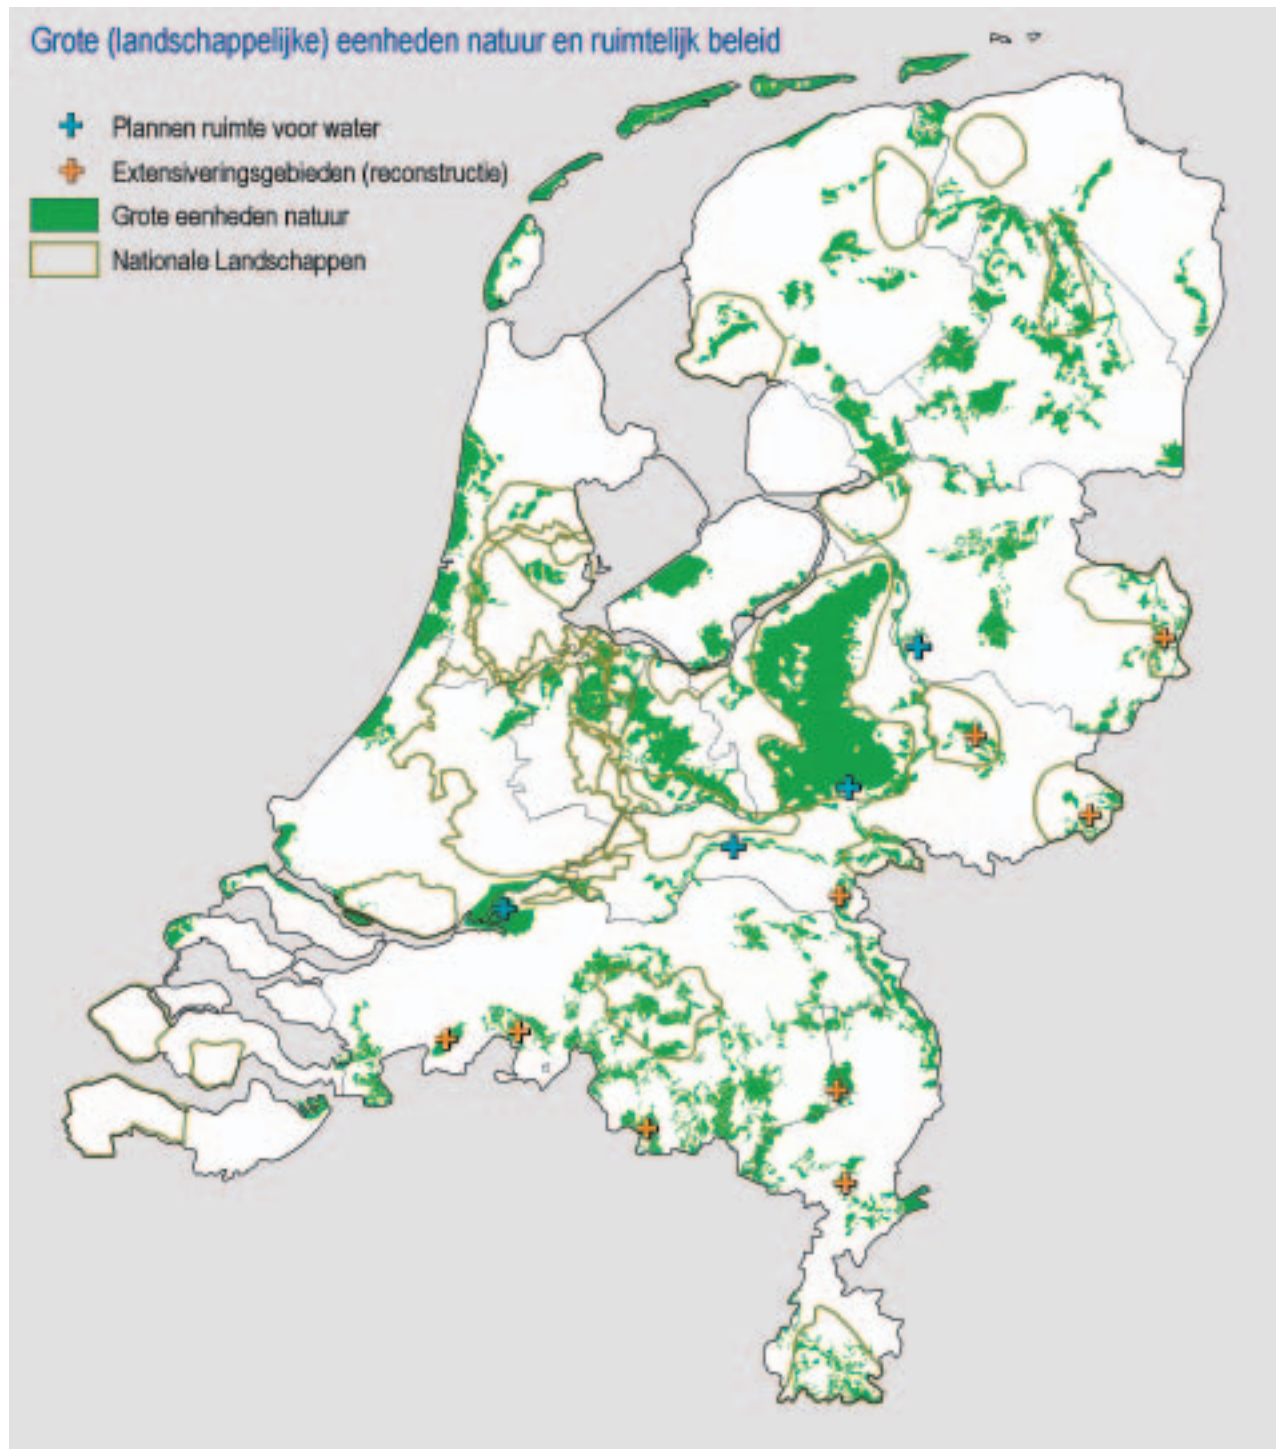 Grote (landschappelijke) eenheden natuur en ruimtelijk beleid
Plannen ruimte voor water
Extensiveringsgebieden (reconstructie)
Grote eenheden natuur
Nationale Landschappen